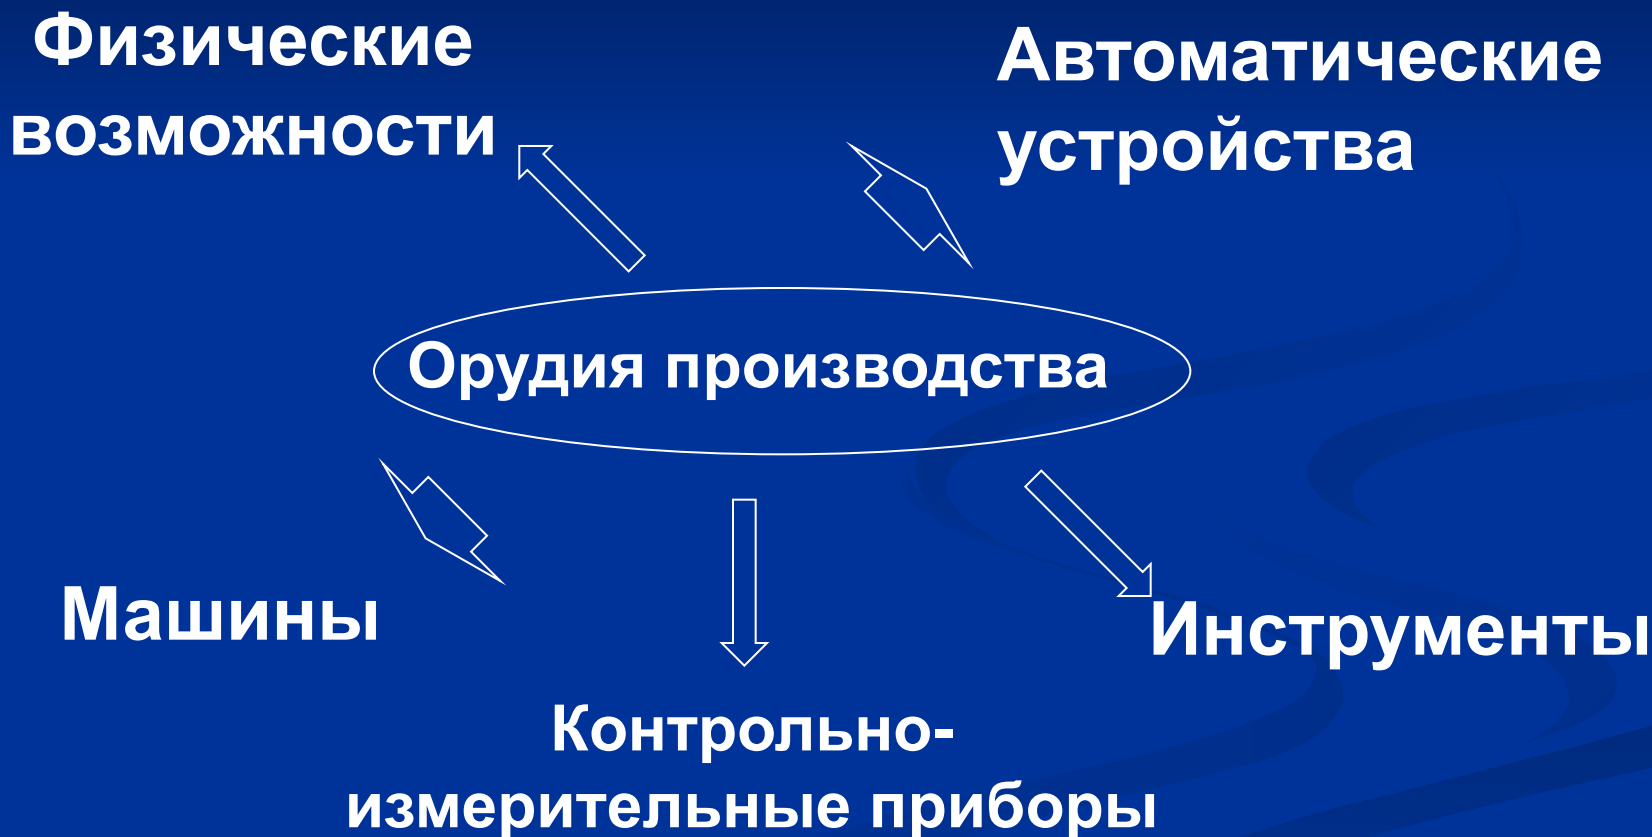 Физические
возможности
Автоматические
устройства
Орудия производства
Машины
Инструменты
Контрольно-
измерительные приборы